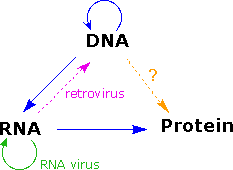 DNA
?
retrovirus
RNA
Protein
RNA virus